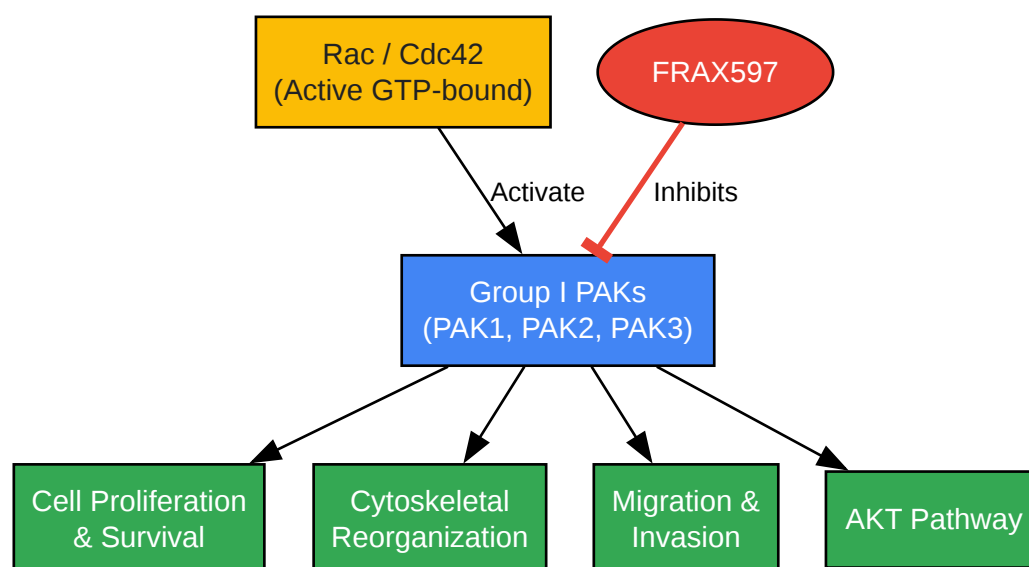 Rac / Cdc42
(Active GTP-bound)
FRAX597
Activate
Inhibits
Group I PAKs
(PAK1, PAK2, PAK3)
Cell Proliferation
& Survival
Cytoskeletal
Reorganization
Migration &
Invasion
AKT Pathway